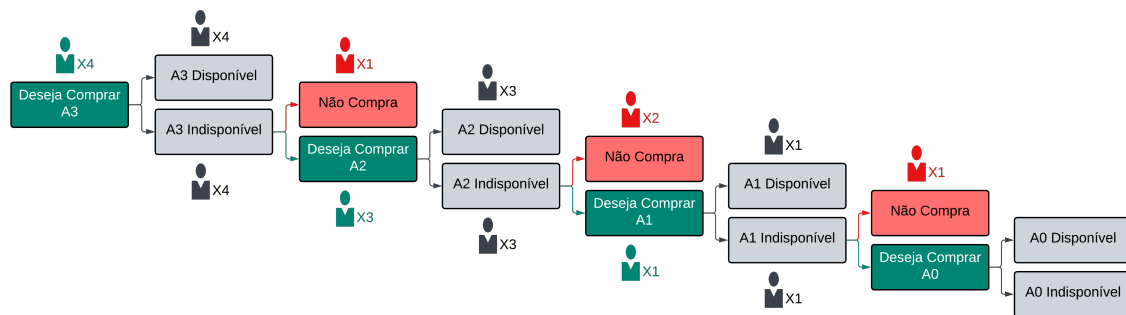 X4
Deseja Comprar
A3
X4
A3 Disponível
A3 Indisponível
X4
X1
Não Compra
Deseja Comprar
A2
X3
X3
A2 Disponível
A2 Indisponível
X3
X2
Não Compra
Deseja Comprar
A1
X1
X1
A1 Disponível
A1 Indisponível
X1
X1
Não Compra
Deseja Comprar
A0
A0 Disponível
A0 Indisponível